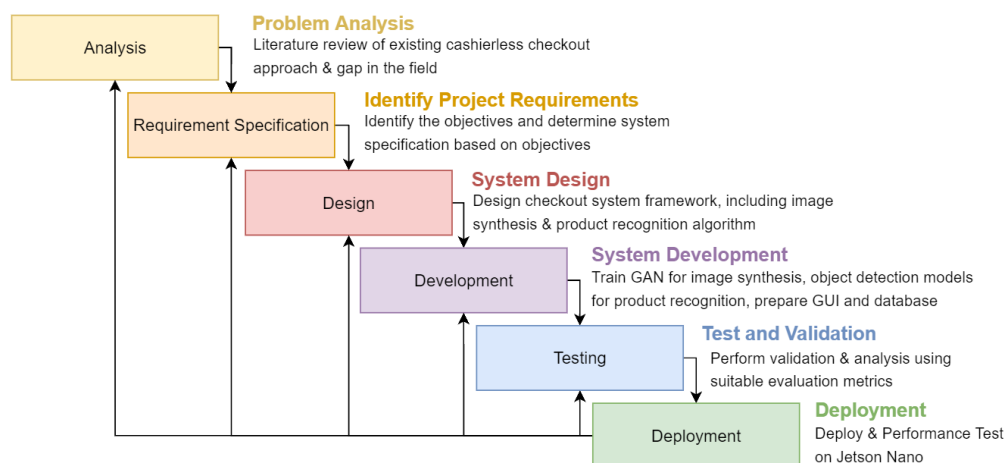 Problem Analysis
Analysis
Literature review of existing cashierless checkout
approach & gap in the field
Identify Project Requirements
Requirement Specification
Identify the objectives and determine system
specification based on objectives
System Design
Design
Design checkout system framework, including image
synthesis & product recognition algorithm
System Development
Development
Train GAN for image synthesis, object detection models
for product recognition, prepare GUI and database
Test and Validation
Testing
Perform validation & analysis using
suitable evaluation metrics
Deployment
Deployment
Deploy & Performance Test
on Jetson Nano